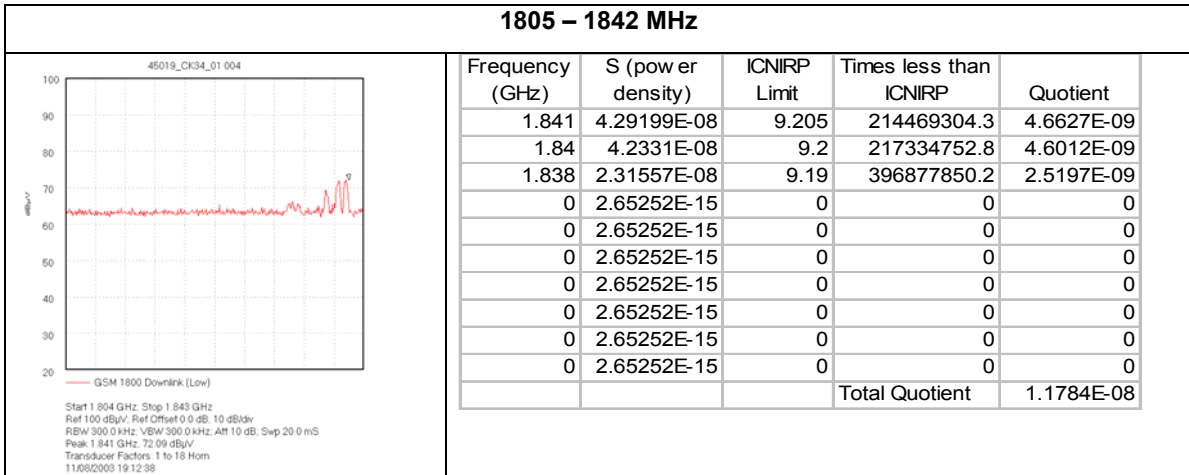 1805 – 1842 MHz
45019_CK34_01 004
100
90
80
70
60
50
40
30
20
dBµV
GSM 1800 Downlink (Low)
Start 1.804 GHz; Stop 1.843 GHz
Ref 100 dBµV; Ref Offset 0.0 dB; 10 dB/div
RBW 300.0 kHz; VBW 300.0 kHz; Att 10 dB; Swp 20.0 mS
Peak 1.841 GHz, 72.09 dBµV
Transducer Factors: 1 to 18 Horn
11/08/2003 19:12:38
Frequency (GHz) S (pow er density) ICNIRP Limit Times less than ICNIRP Quotient
1.841 4.29199E-08 9.205 214469304.3 4.6627E-09
1.84 4.2331E-08 9.2 217334752.8 4.6012E-09
1.838 2.31557E-08 9.19 396877850.2 2.5197E-09
0 2.65252E-15 0 0 0
0 2.65252E-15 0 0 0
0 2.65252E-15 0 0 0
0 2.65252E-15 0 0 0
0 2.65252E-15 0 0 0
0 2.65252E-15 0 0 0
0 2.65252E-15 0 0 0
Total Quotient 1.1784E-08